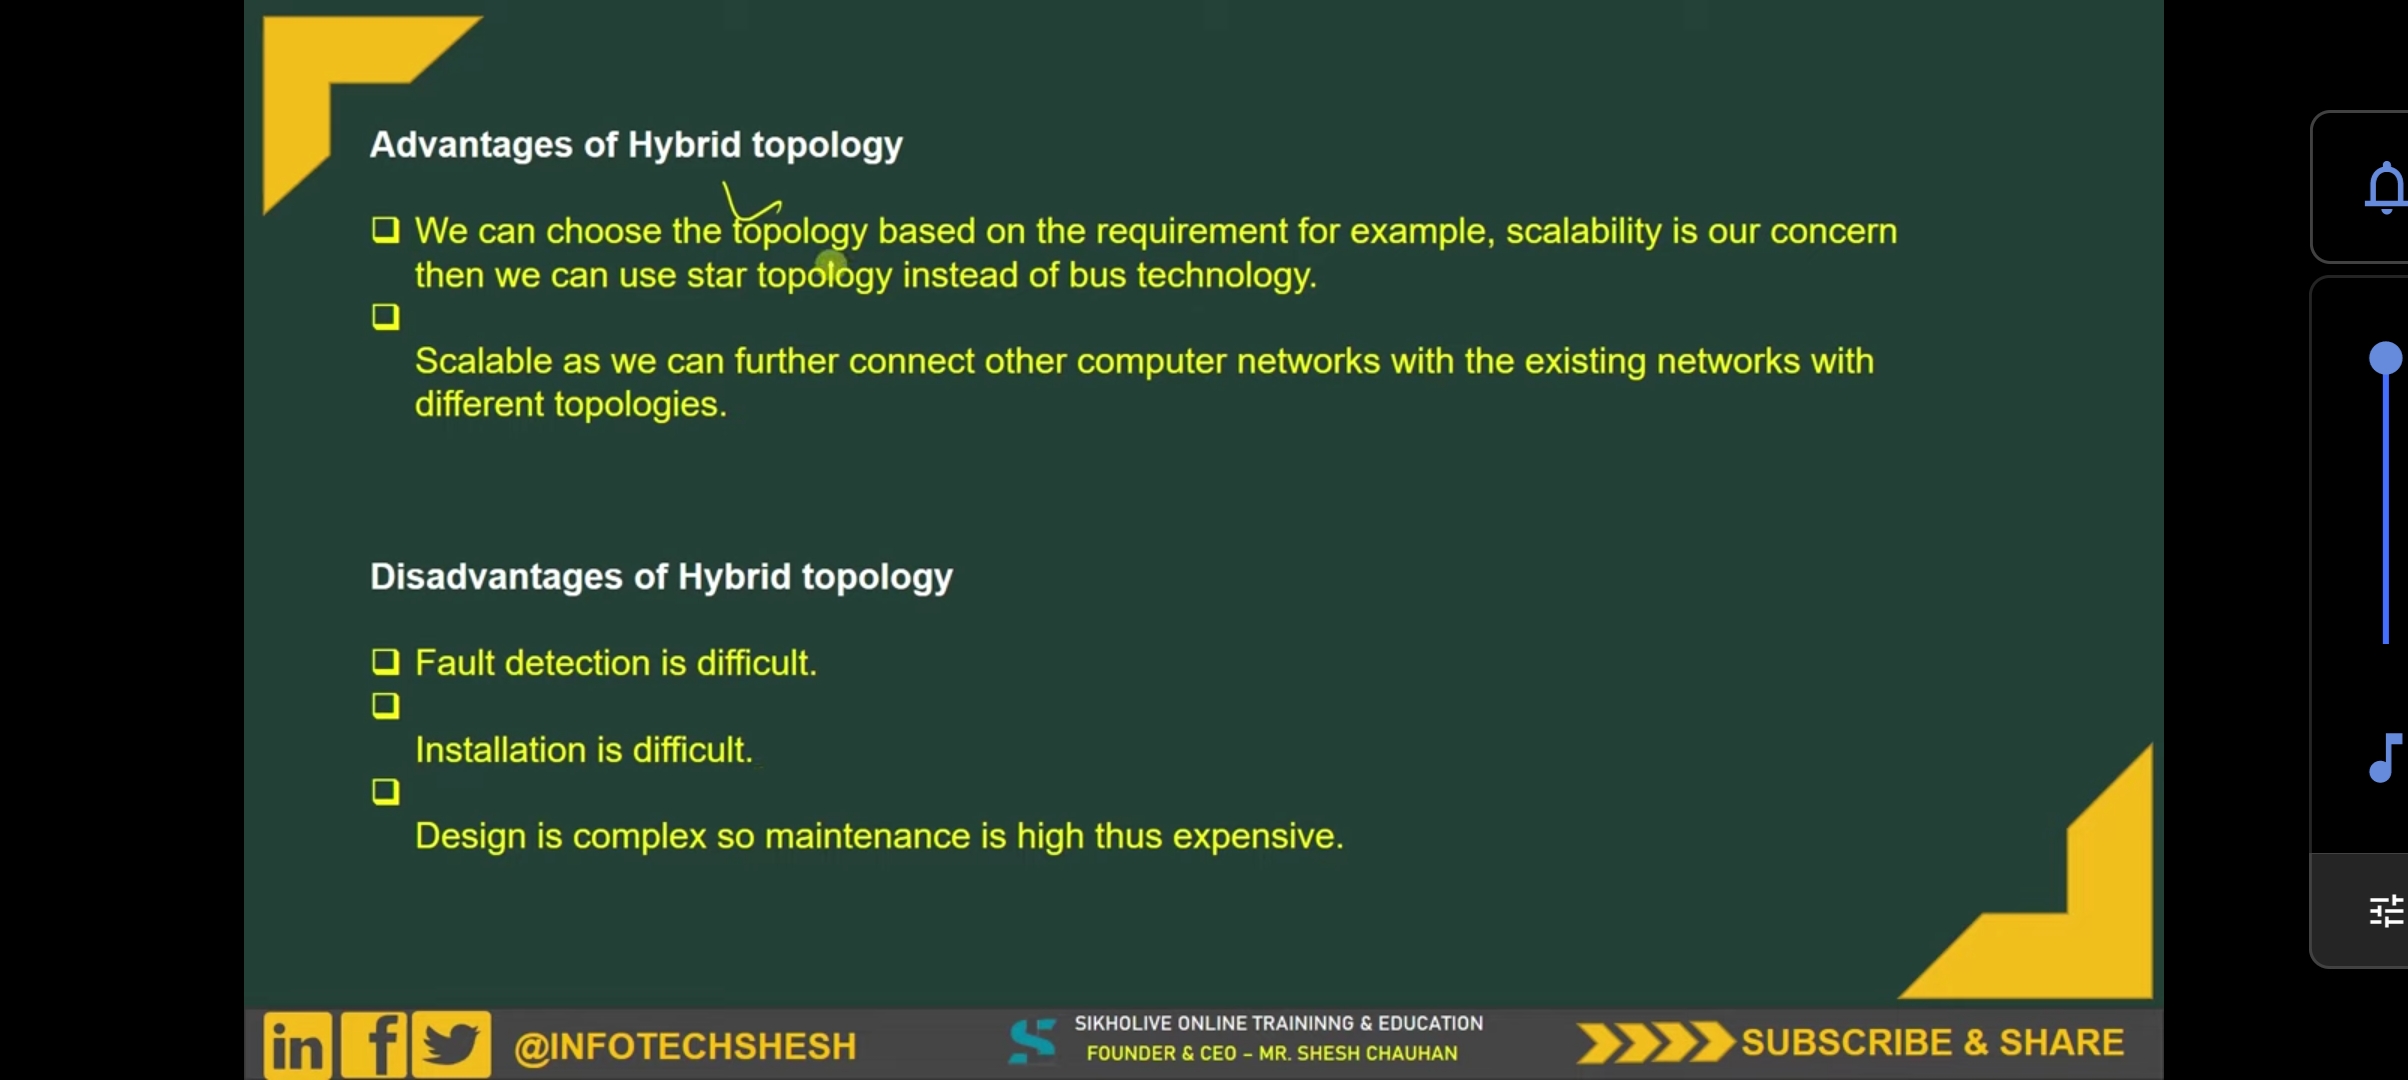 Advantages of Hybrid topology
❑ We can choose the topology based on the requirement for example, scalability is our concern
then we can use star topology instead of bus technology.
❑
Scalable as we can further connect other computer networks with the existing networks with
different topologies.
Disadvantages of Hybrid topology
❑ Fault detection is difficult.
❑
Installation is difficult.
❑
Design is complex so maintenance is high thus expensive.
in f @INFOTECHSHESH
SIKHOLIVE ONLINE TRAININNG & EDUCATION
FOUNDER & CEO – MR. SHESH CHAUHAN
SUBSCRIBE & SHARE